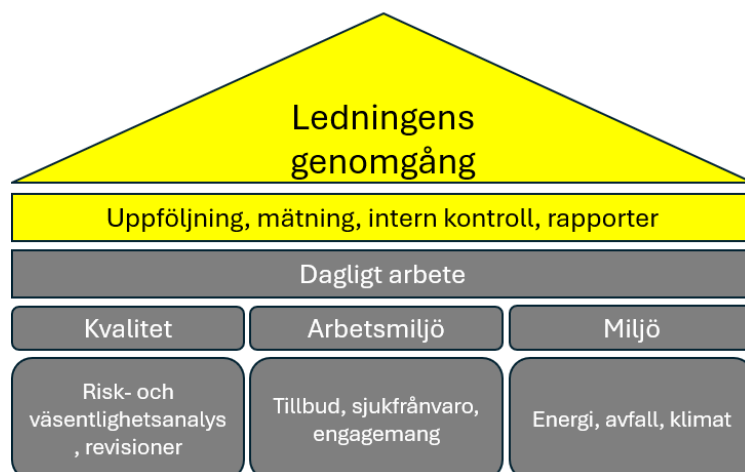 Ledningens
genomgång
Uppföljning, mätning, intern kontroll, rapporter
Dagligt arbete
Kvalitet
Arbetsmiljö
Miljö
Risk- och
väsentlighetsanalys
, revisioner
Tillbud, sjukfrånvaro,
engagemang
Energi, avfall, klimat